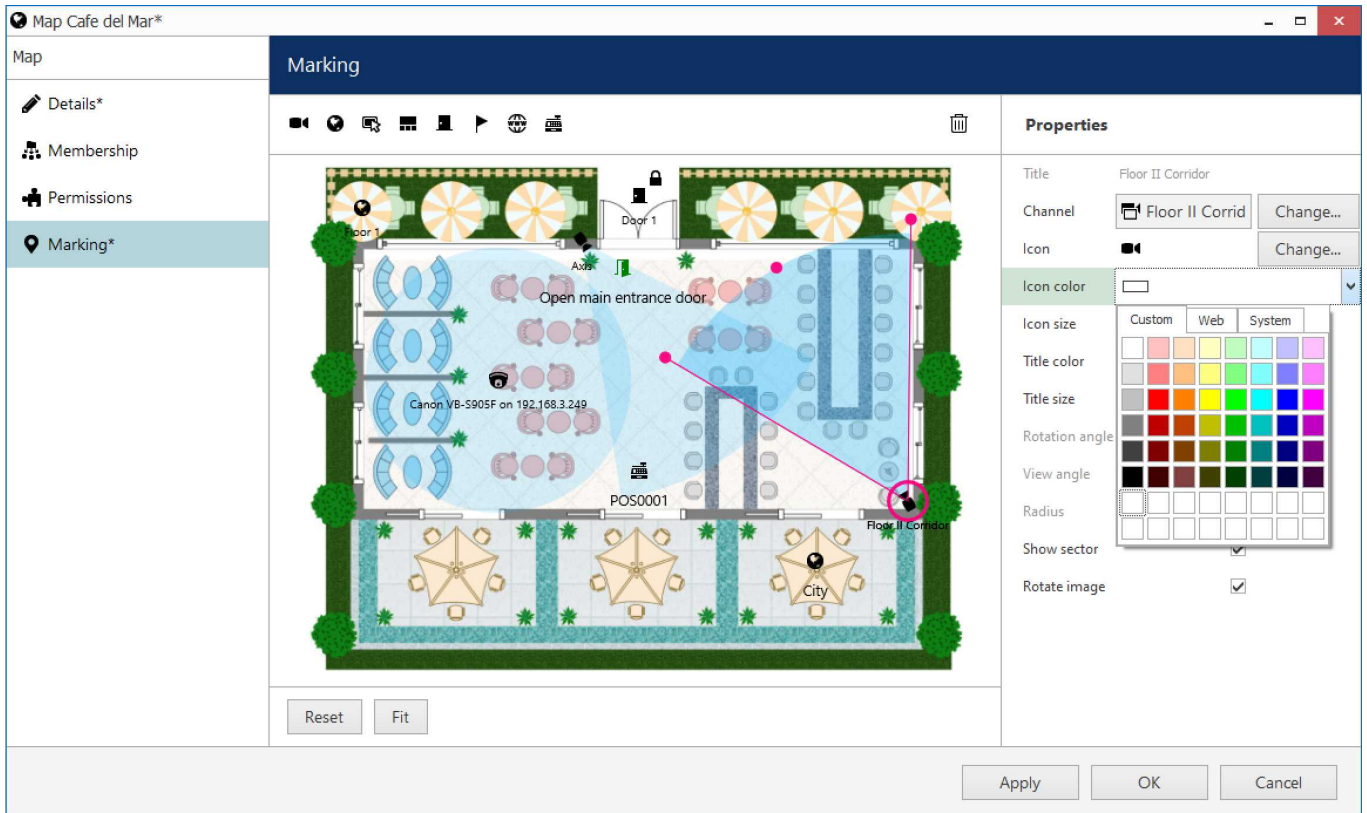 Map Cafe del Mar*
Map
Details*
Membership
Permissions
Marking*
Marking
Floor 1
Door 1
Axis
Open main entrance door
Canon VB-S905F on 192.168.3.249
POS0001
Floor II Corridor
City
Reset
Fit
Properties
Title Floor II Corridor
Channel Floor II Corrid Change...
Icon Change...
Icon color
Custom Web System
Icon size
Title color
Title size
Rotation angle
View angle
Radius
Show sector
Rotate image
Apply OK Cancel